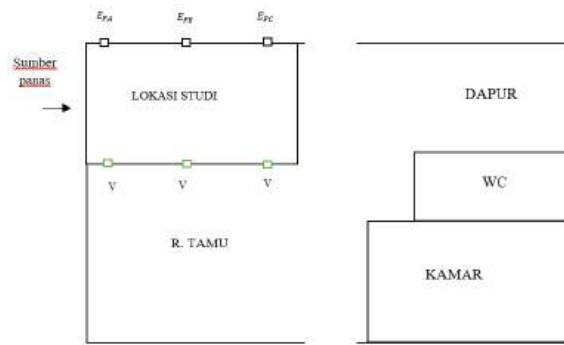 E_FA E_FB E_FC
Sumber
panas
LOKASI STUDI
DAPUR
V V V
WC
R. TAMU
KAMAR